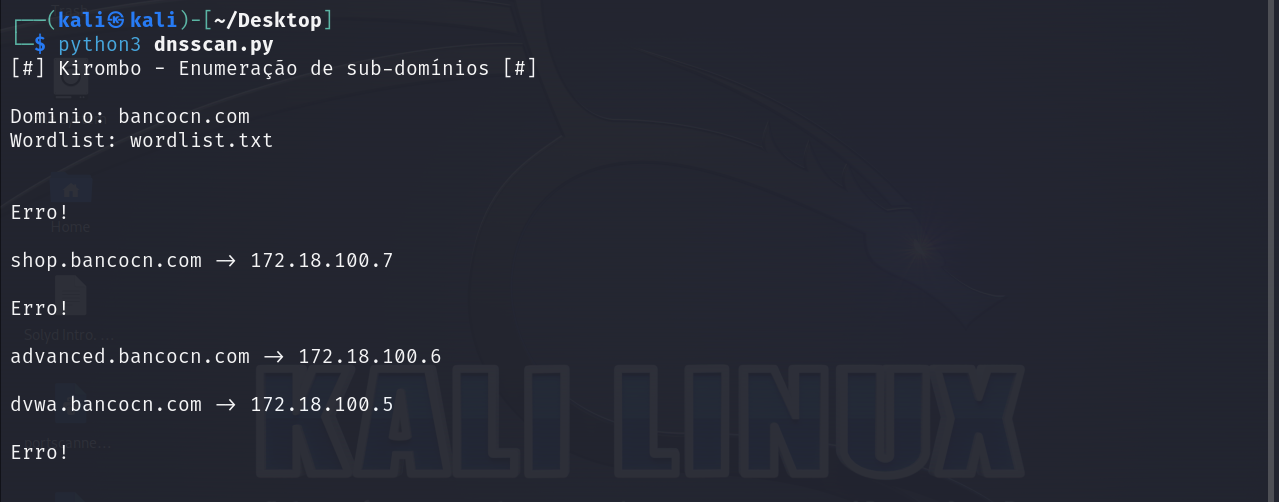 ┌──(kali㉿kali)-[~/Desktop]
└─$ python3 dnsscan.py
[#] Kirombo - Enumeração de sub-domínios [#]
Dominio: bancocn.com
Wordlist: wordlist.txt
Erro!
Home
shop.bancocn.com -> 172.18.100.7
Erro!
Solyd Intro. ...
advanced.bancocn.com -> 172.18.100.6
KALI LINUX
dvwa.bancocn.com -> 172.18.100.5
portscanne...
Erro!